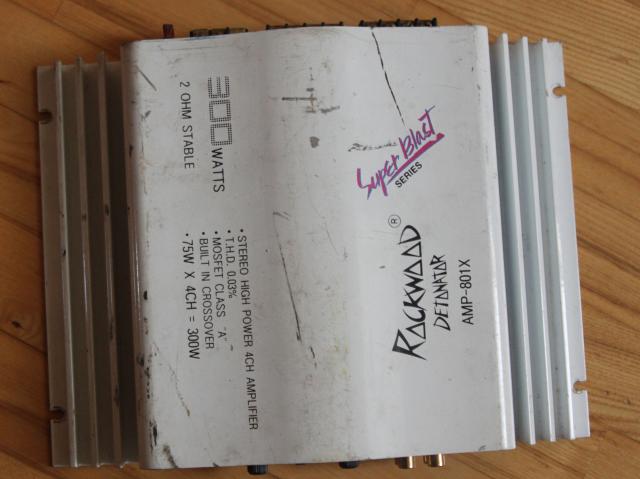 Super Blast
SERIES
®
ROCKWOOD
DETONATOR
AMP-801X
300 WATTS
2 OHM STABLE
• STEREO HIGH POWER 4CH AMPLIFIER
• T.H.D. 0.03%
• MOSFET CLASS "A"
• BUILT IN CROSSOVER
• 75W X 4CH = 300W